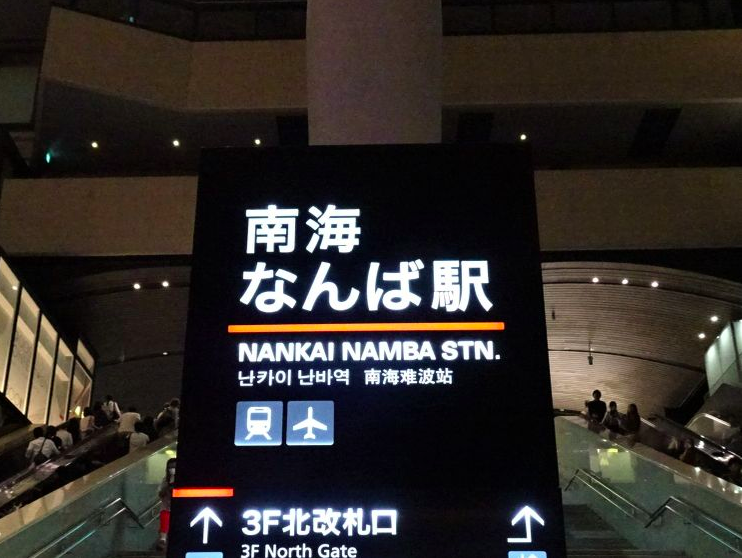 南海
なんば駅
NANKAI NAMBA STN.
난카이 난바역 南海难波站
3F北改札口
3F North Gate